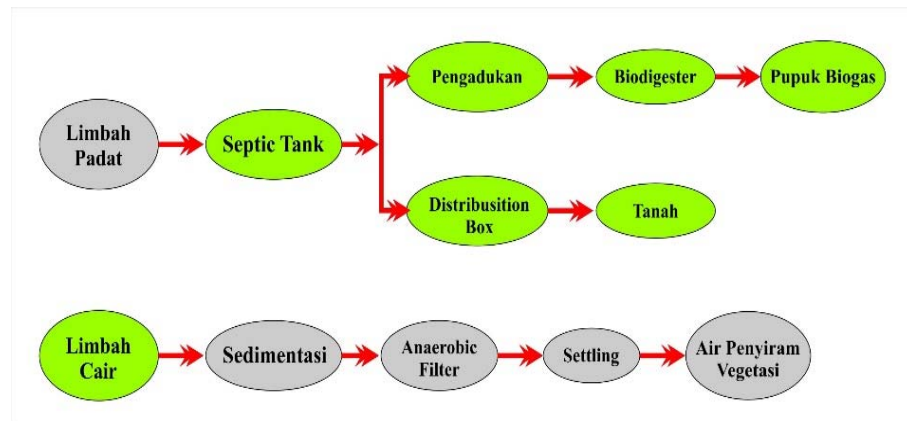 Limbah
Padat
Septic Tank
Pengadukan
Biodigester
Pupuk Biogas
Distribusition
Box
Tanah
Limbah
Cair
Sedimentasi
Anaerobic
Filter
Settling
Air Penyiram
Vegetasi